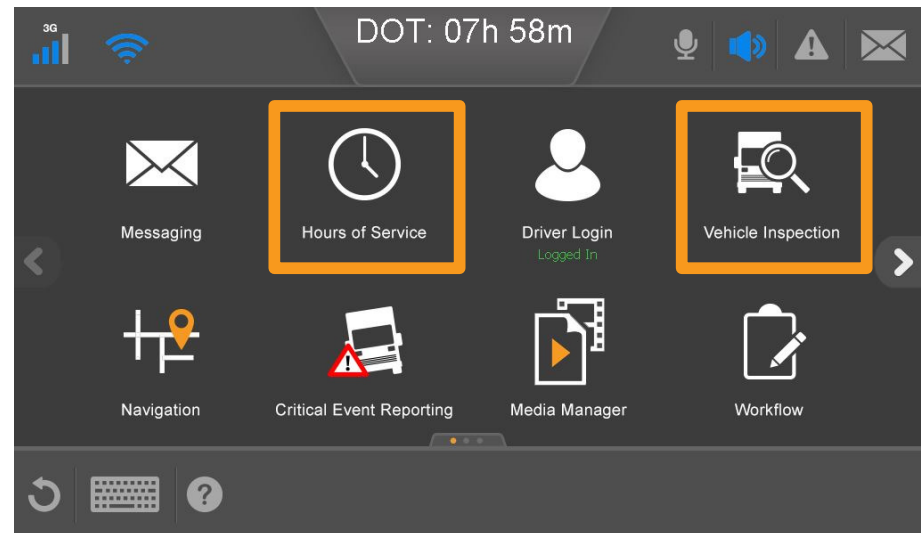 3G
DOT: 07h 58m
Messaging
Hours of Service
Driver Login
Logged In
Vehicle Inspection
Navigation
Critical Event Reporting
Media Manager
Workflow